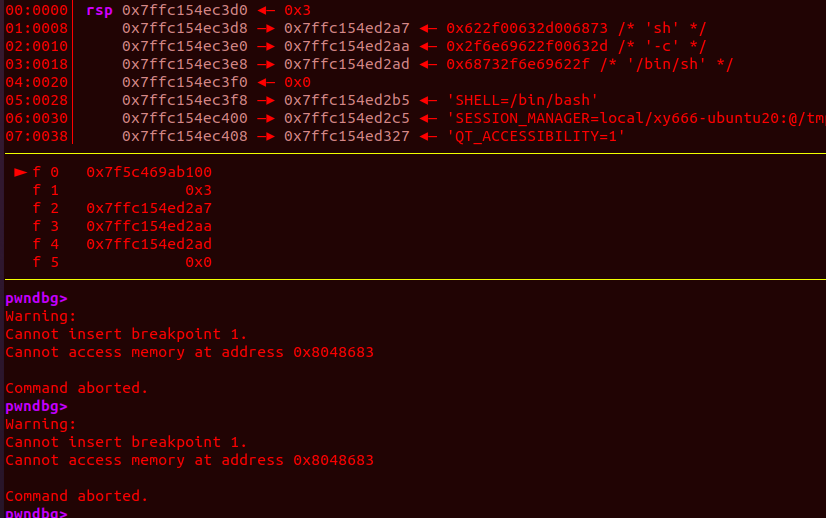 00:0000│ rsp 0x7ffc154ec3d0 ◂— 0x3
01:0008│     0x7ffc154ec3d8 —▸ 0x7ffc154ed2a7 ◂— 0x622f00632d006873 /* 'sh' */
02:0010│     0x7ffc154ec3e0 —▸ 0x7ffc154ed2aa ◂— 0x2f6e69622f00632d /* '-c' */
03:0018│     0x7ffc154ec3e8 —▸ 0x7ffc154ed2ad ◂— 0x68732f6e69622f /* '/bin/sh' */
04:0020│     0x7ffc154ec3f0 ◂— 0x0
05:0028│     0x7ffc154ec3f8 —▸ 0x7ffc154ed2b5 ◂— 'SHELL=/bin/bash'
06:0030│     0x7ffc154ec400 —▸ 0x7ffc154ed2c5 ◂— 'SESSION_MANAGER=local/xy666-ubuntu20:@/tm
07:0038│     0x7ffc154ec408 —▸ 0x7ffc154ed327 ◂— 'QT_ACCESSIBILITY=1'
► f 0   0x7f5c469ab100
f 1              0x3
f 2   0x7ffc154ed2a7
f 3   0x7ffc154ed2aa
f 4   0x7ffc154ed2ad
f 5              0x0
pwndbg>
Warning:
Cannot insert breakpoint 1.
Cannot access memory at address 0x8048683
Command aborted.
pwndbg>
Warning:
Cannot insert breakpoint 1.
Cannot access memory at address 0x8048683
Command aborted.
pwndbg>